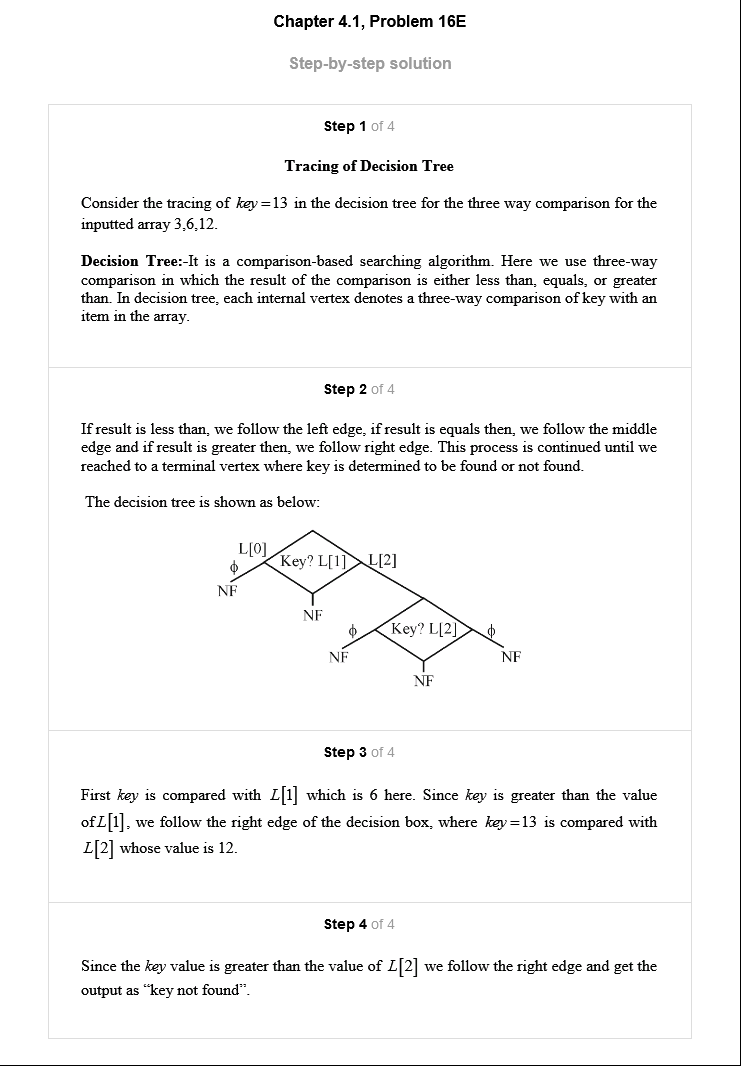 Chapter 4.1, Problem 16E
Step-by-step solution
Step 1 of 4
Tracing of Decision Tree
Consider the tracing of key = 13 in the decision tree for the three way comparison for the
inputted array 3,6,12.
Decision Tree:-It is a comparison-based searching algorithm. Here we use three-way
comparison in which the result of the comparison is either less than, equals, or greater
than. In decision tree, each internal vertex denotes a three-way comparison of key with an
item in the array.
Step 2 of 4
If result is less than, we follow the left edge, if result is equals then, we follow the middle
edge and if result is greater then, we follow right edge. This process is continued until we
reached to a terminal vertex where key is determined to be found or not found.
The decision tree is shown as below:
L[0]
Key? L[1]
L[2]
ϕ
NF
NF
ϕ
Key? L[2]
ϕ
NF
NF
NF
Step 3 of 4
First key is compared with L[1] which is 6 here. Since key is greater than the value
of L[1], we follow the right edge of the decision box, where key = 13 is compared with
L[2] whose value is 12.
Step 4 of 4
Since the key value is greater than the value of L[2] we follow the right edge and get the
output as “key not found”.